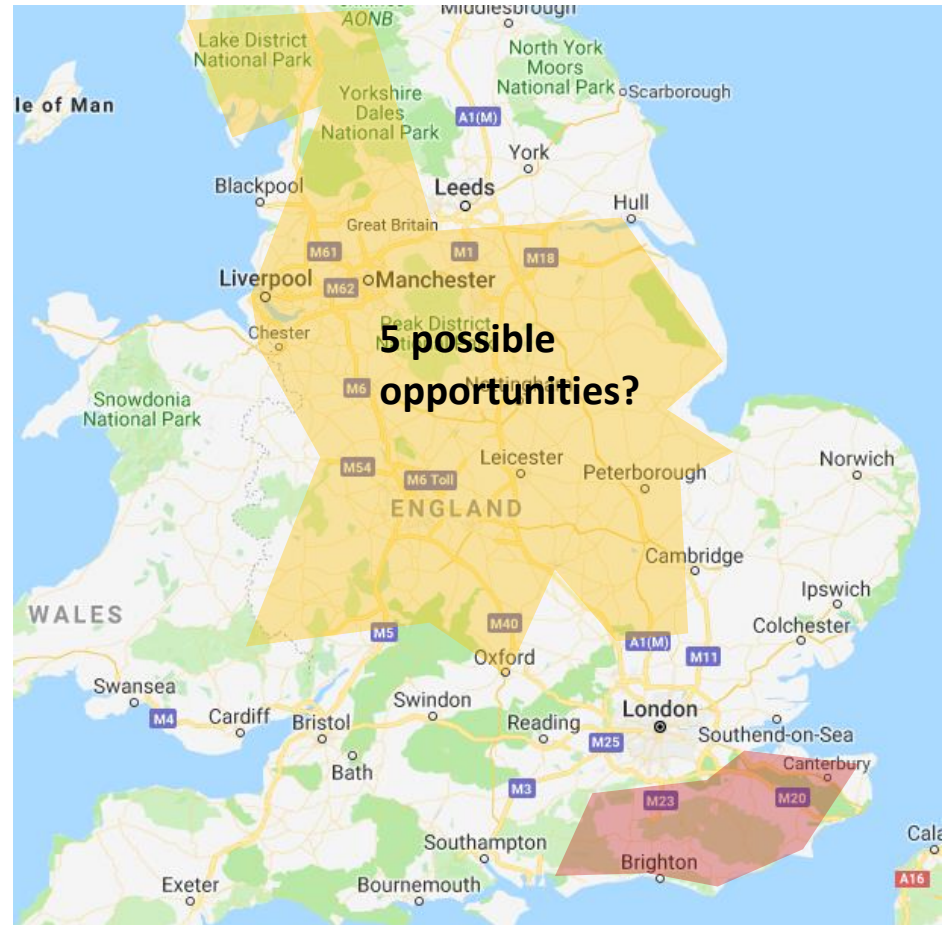 Middlesbrough
AONB
Lake District
National Park
North York
Moors
National Park
Scarborough
le of Man
Yorkshire
Dales
National Park
A1(M)
York
Blackpool
Leeds
Hull
Great Britain
M61
M1
M18
Liverpool
M62
Manchester
Chester
Peak District
5 possible
opportunities?
M6
Nottingham
Snowdonia
National Park
M54
M6 Toll
Leicester
Peterborough
Norwich
ENGLAND
Cambridge
Ipswich
WALES
M5
M40
A1(M)
Colchester
Oxford
M11
Swansea
M4
Cardiff
Bristol
Swindon
Reading
London
M25
Southend-on-Sea
Bath
Canterbury
M3
M23
M20
Southampton
Brighton
Cala
A16
Exeter
Bournemouth